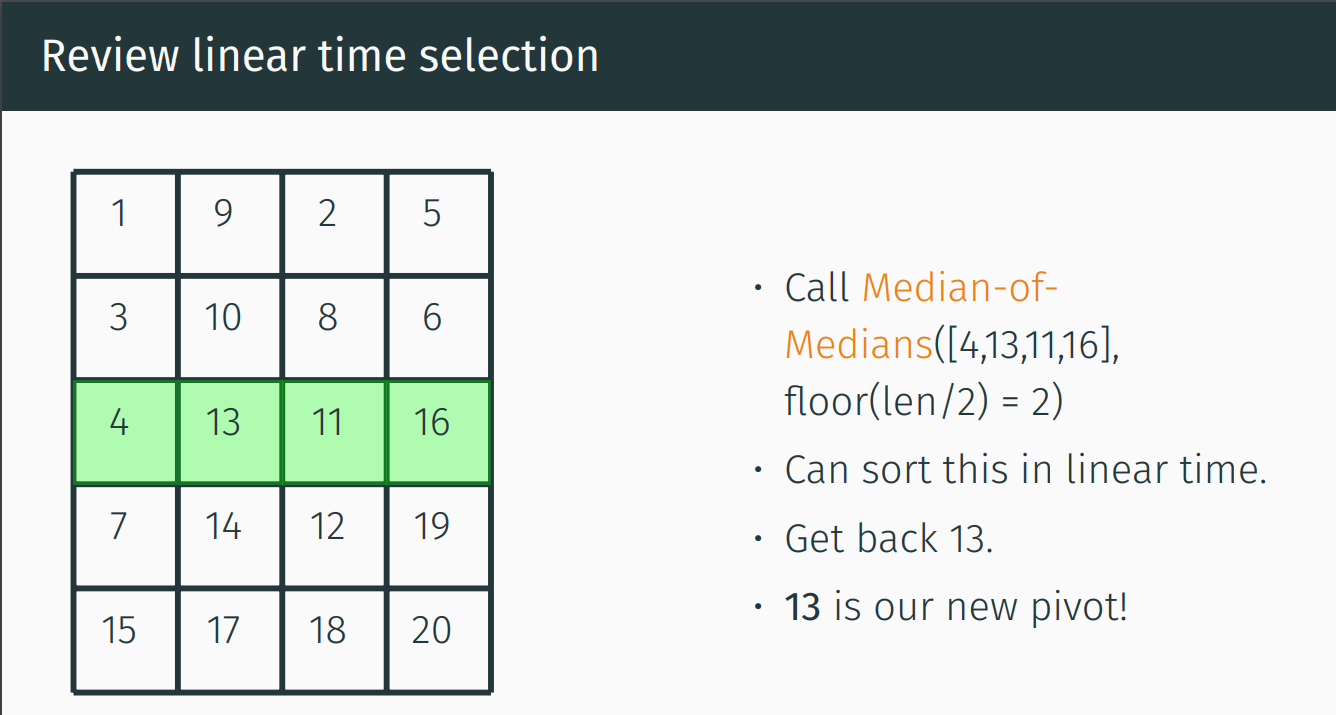 Review linear time selection
1 9 2 5
3 10 8 6
4 13 11 16
7 14 12 19
15 17 18 20
• Call Median-of-
Medians([4,13,11,16],
floor(len/2) = 2)
• Can sort this in linear time.
• Get back 13.
• 13 is our new pivot!